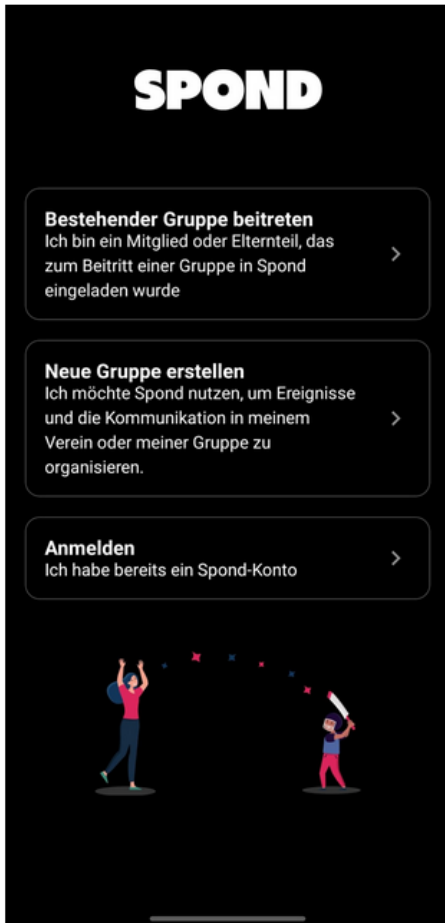 SPOND
Bestehender Gruppe beitreten
Ich bin ein Mitglied oder Elternteil, das
zum Beitritt einer Gruppe in Spond
eingeladen wurde
Neue Gruppe erstellen
Ich möchte Spond nutzen, um Ereignisse
und die Kommunikation in meinem
Verein oder meiner Gruppe zu
organisieren.
Anmelden
Ich habe bereits ein Spond-Konto